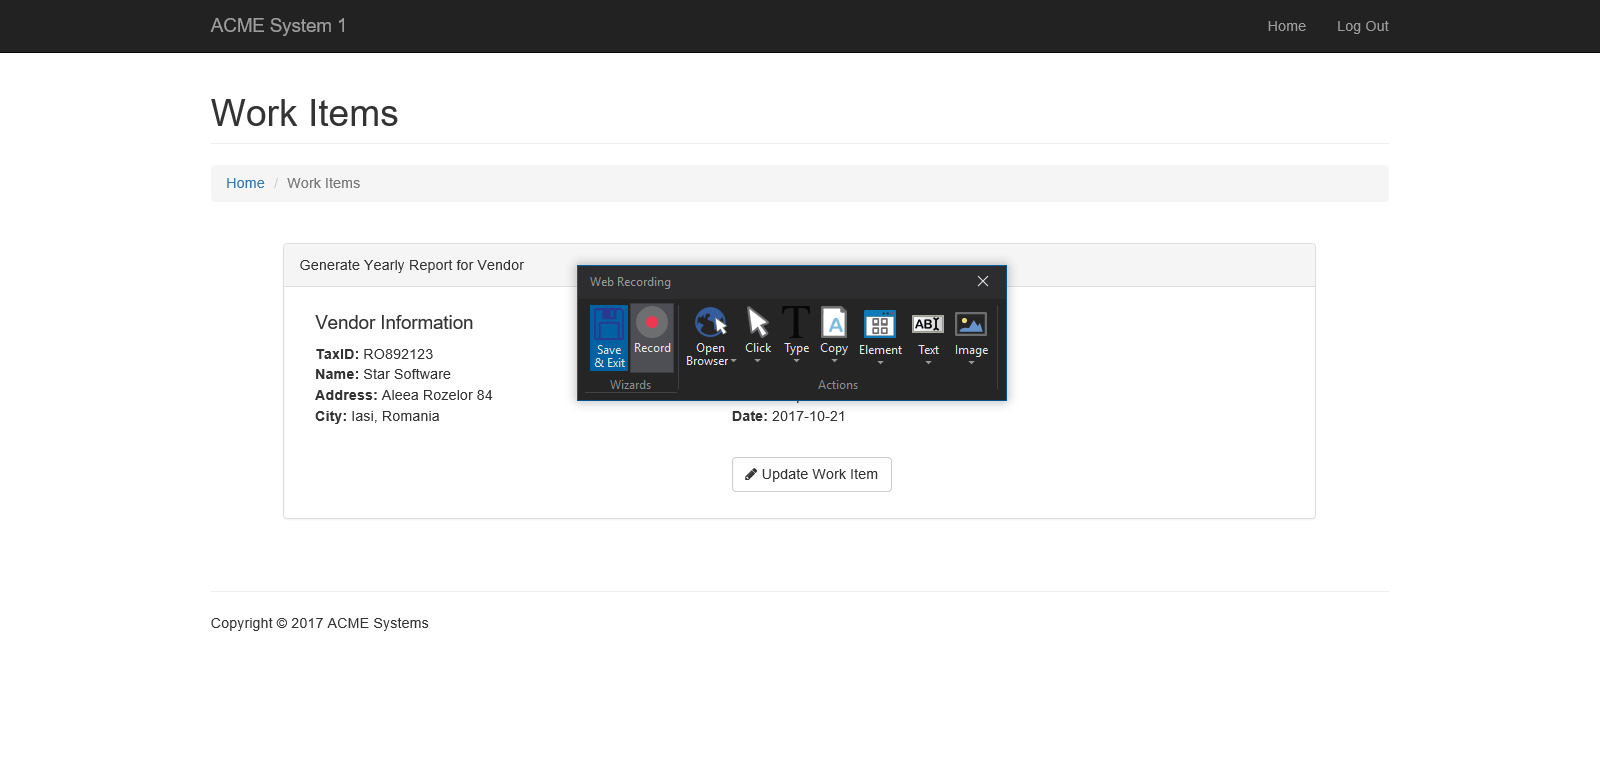 ACME System 1
Home
Log Out
Work Items
Home / Work Items
Generate Yearly Report for Vendor
Vendor Information
TaxID: RO892123
Name: Star Software
Address: Aleea Rozelor 84
City: Iasi, Romania
Web Recording
Save & Exit
Record
Open Browser
Click
Type
Copy
Element
Text
Image
Wizards
Actions
Date: 2017-10-21
Update Work Item
Copyright © 2017 ACME Systems